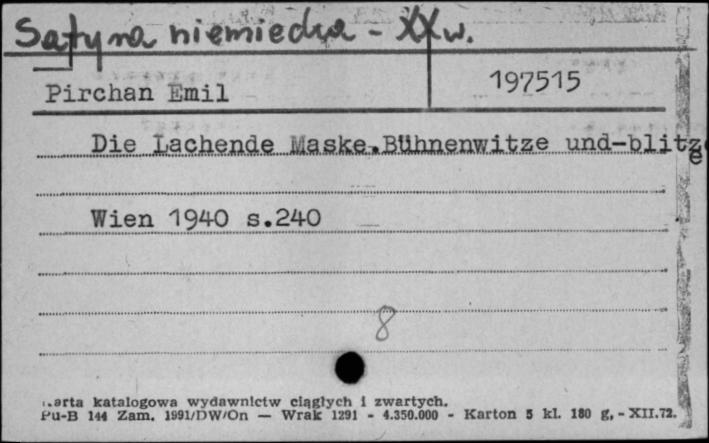 Satyra niemiecka - XX w.
Pirchan Emil
197515
Die Lachende Maske.Bühnenwitze und-blitze
Wien 1940 s.240
8
Karta katalogowa wydawnictw ciągłych i zwartych.
Pu-B 144 Zam. 1991/DW/On — Wrak 1291 - 4.350.000 - Karton 5 kl. 180 g, - XII.72.